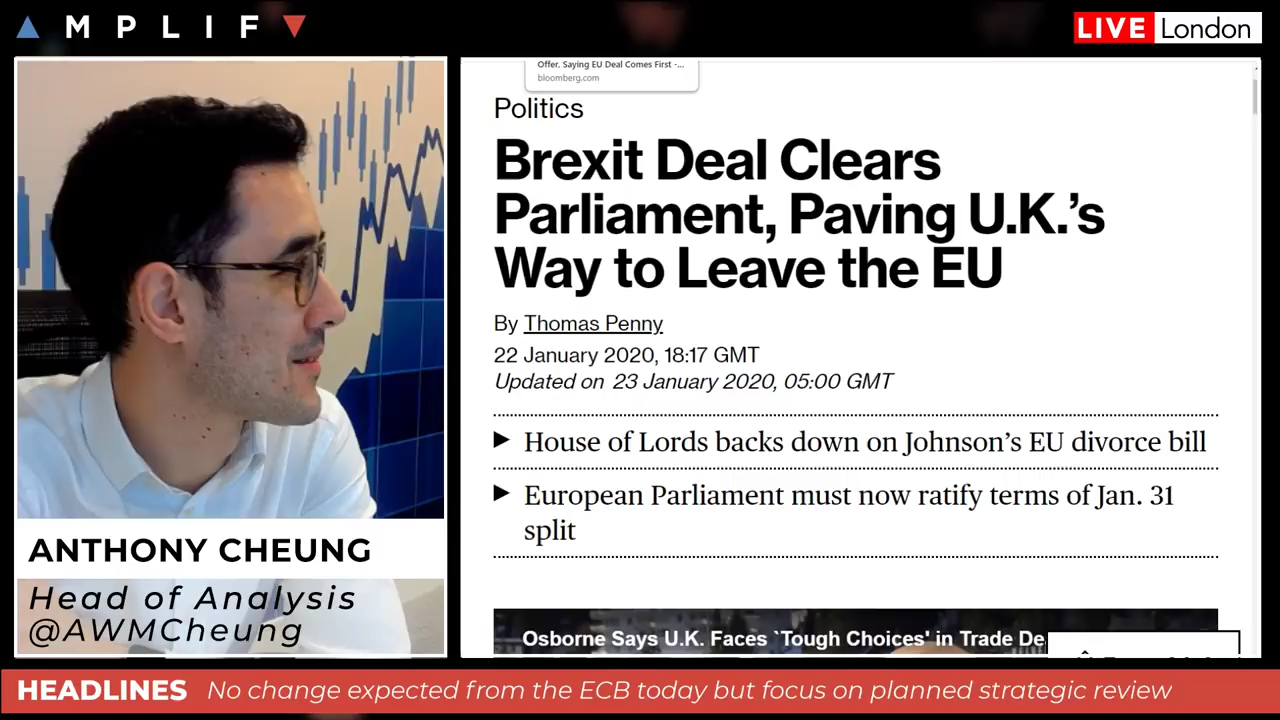 AMPLIFY
LIVE London
Offer, Saying EU Deal Comes First -...
bloomberg.com
Politics
Brexit Deal Clears
Parliament, Paving U.K.’s
Way to Leave the EU
By Thomas Penny
22 January 2020, 18:17 GMT
Updated on 23 January 2020, 05:00 GMT
House of Lords backs down on Johnson’s EU divorce bill
European Parliament must now ratify terms of Jan. 31
split
Osborne Says U.K. Faces `Tough Choices' in Trade De
ANTHONY CHEUNG
Head of Analysis
@AWMCheung
HEADLINES No change expected from the ECB today but focus on planned strategic review